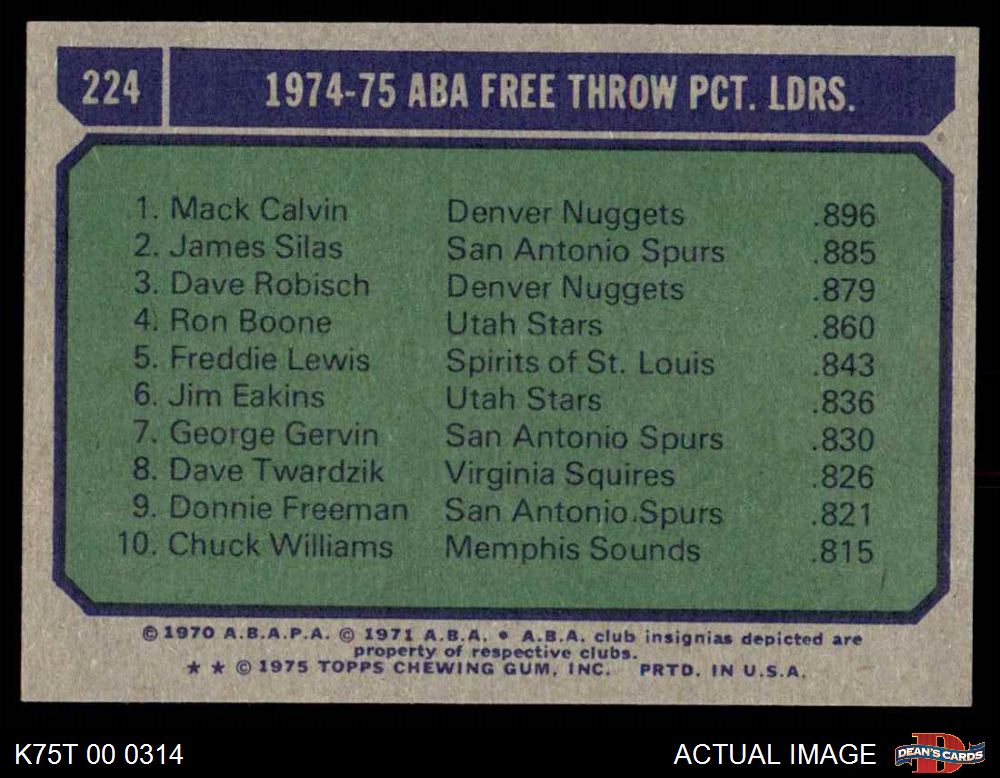 224 1974-75 ABA FREE THROW PCT. LDRS.
1. Mack Calvin Denver Nuggets .896
2. James Silas San Antonio Spurs .885
3. Dave Robisch Denver Nuggets .879
4. Ron Boone Utah Stars .860
5. Freddie Lewis Spirits of St. Louis .843
6. Jim Eakins Utah Stars .836
7. George Gervin San Antonio Spurs .830
8. Dave Twardzik Virginia Squires .826
9. Donnie Freeman San Antonio Spurs .821
10. Chuck Williams Memphis Sounds .815
© 1970 A.B.A.P.A. © 1971 A.B.A. • A.B.A. club insignias depicted are
property of respective clubs.
★ ★ © 1975 TOPPS CHEWING GUM, INC. PRTD. IN U.S.A.
K75T 00 0314 ACTUAL IMAGE DEAN'S CARDS